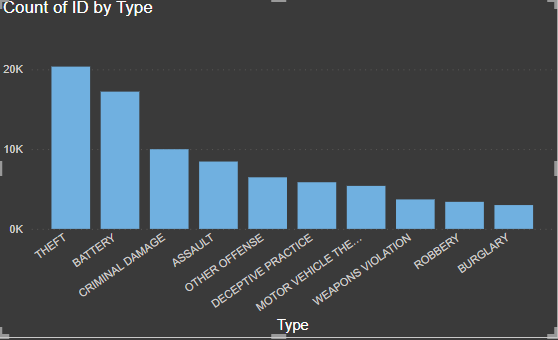 Count of ID by Type
20K
10K
0K
THEFT
BATTERY
CRIMINAL DAMAGE
ASSAULT
OTHER OFFENSE
DECEPTIVE PRACTICE
MOTOR VEHICLE THE...
WEAPONS VIOLATION
ROBBERY
BURGLARY
Type